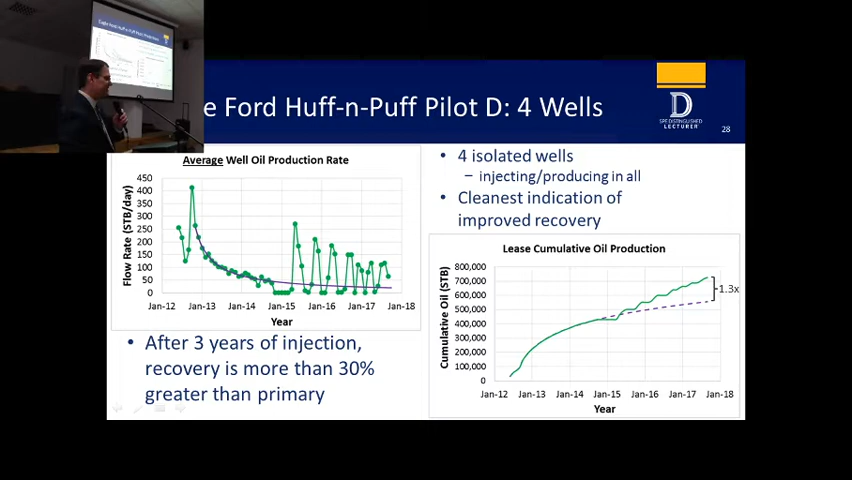 e Ford Huff-n-Puff Pilot D: 4 Wells
SPE DISTINGUISHED
LECTURER
28
Average Well Oil Production Rate
450
400
350
300
250
200
150
100
50
0
Flow Rate (STB/day)
Jan-12 Jan-13 Jan-14 Jan-15 Jan-16 Jan-17 Jan-18
Year
• After 3 years of injection,
recovery is more than 30%
greater than primary
• 4 isolated wells
– injecting/producing in all
• Cleanest indication of
improved recovery
Lease Cumulative Oil Production
800,000
700,000
600,000
500,000
400,000
300,000
200,000
100,000
0
Cumulative Oil (STB)
1.3x
Jan-12 Jan-13 Jan-14 Jan-15 Jan-16 Jan-17 Jan-18
Year